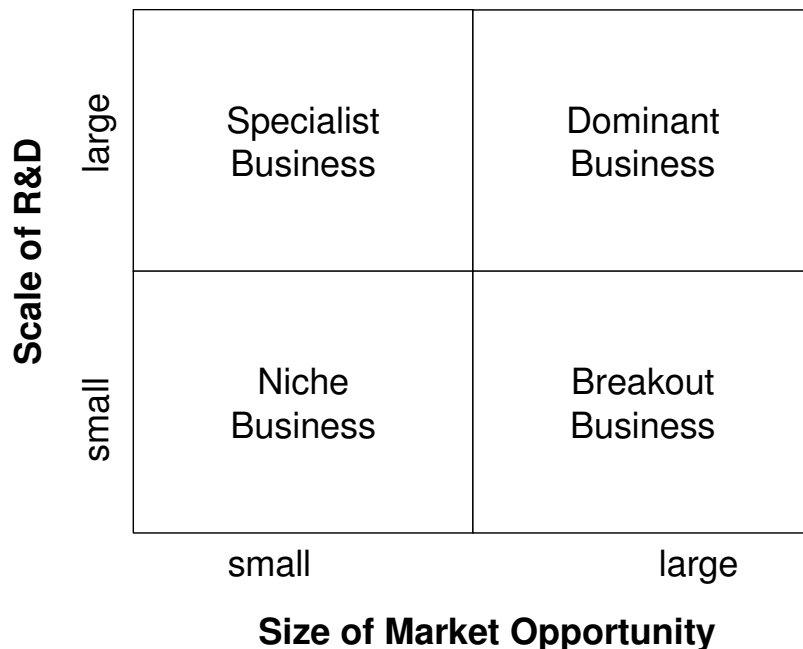 Scale of R&D
large
Specialist
Business
Dominant
Business
small
Niche
Business
Breakout
Business
small
large
Size of Market Opportunity